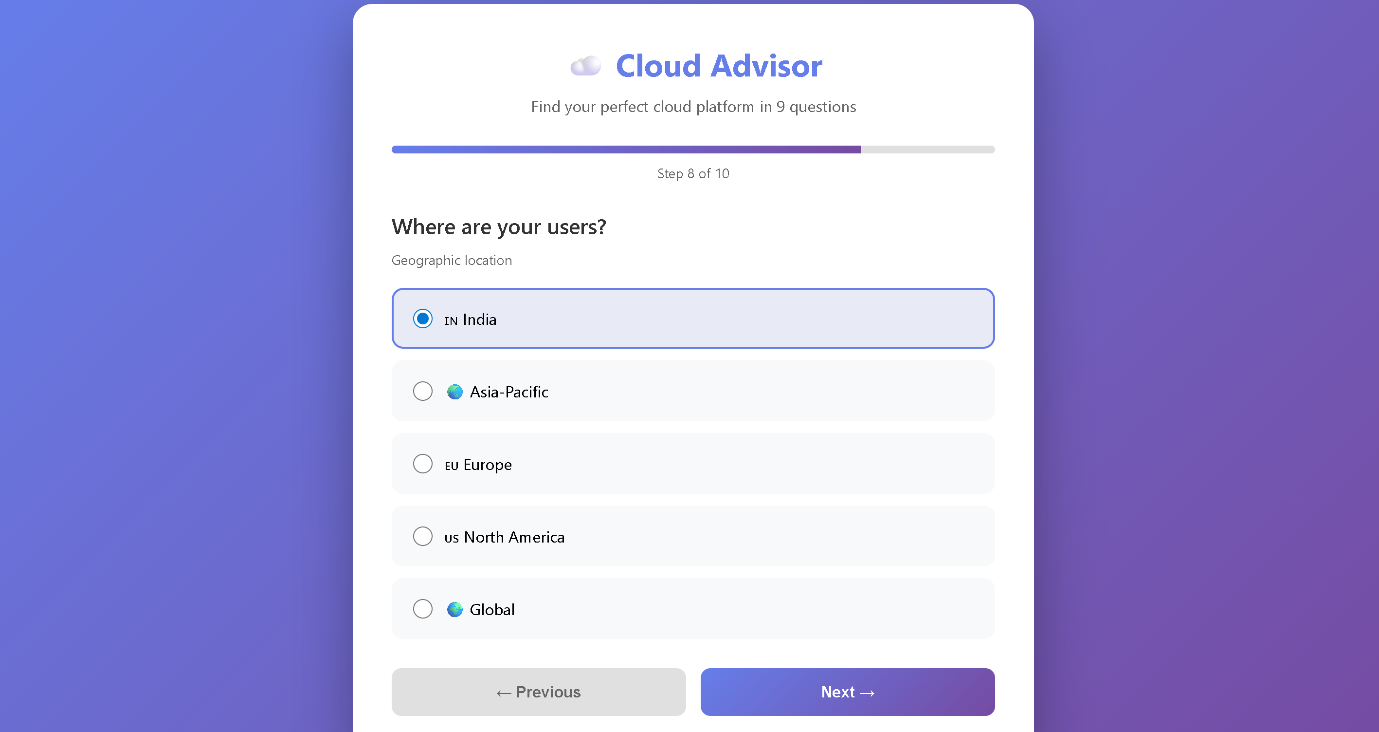 Cloud Advisor
Find your perfect cloud platform in 9 questions
Step 8 of 10
Where are your users?
Geographic location
IN India
Asia-Pacific
EU Europe
US North America
Global
← Previous
Next →